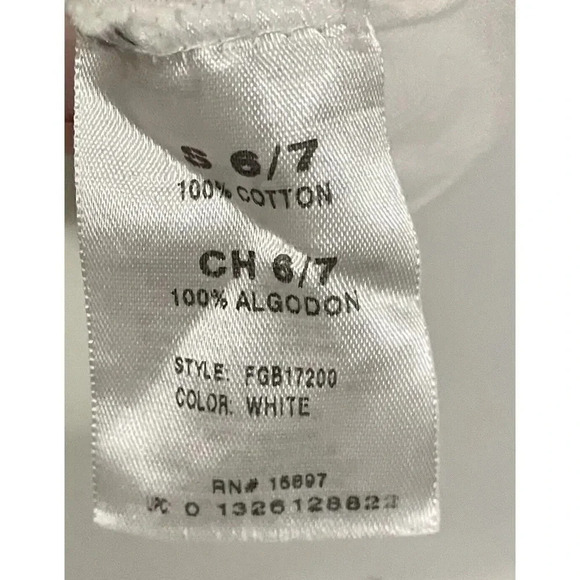 S 6/7
100% COTTON
CH 6/7
100% ALGODON
STYLE: FGB17200
COLOR: WHITE
RN# 15897
UPC 0 1326128822